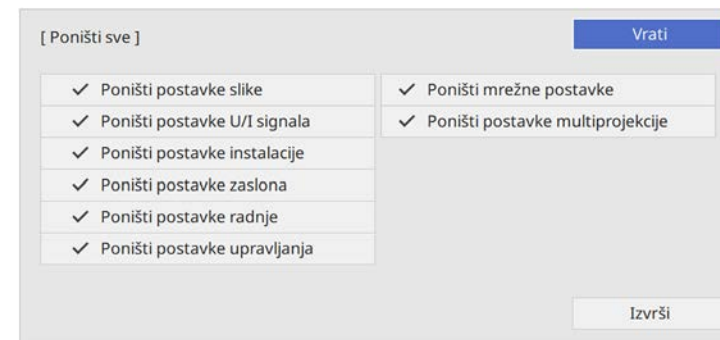 [ Poništi sve ]
Vrati
Poništi postavke slike
Poništi postavke U/I signala
Poništi postavke instalacije
Poništi postavke zaslona
Poništi postavke radnje
Poništi postavke upravljanja
Poništi mrežne postavke
Poništi postavke multiprojekcije
Izvrši